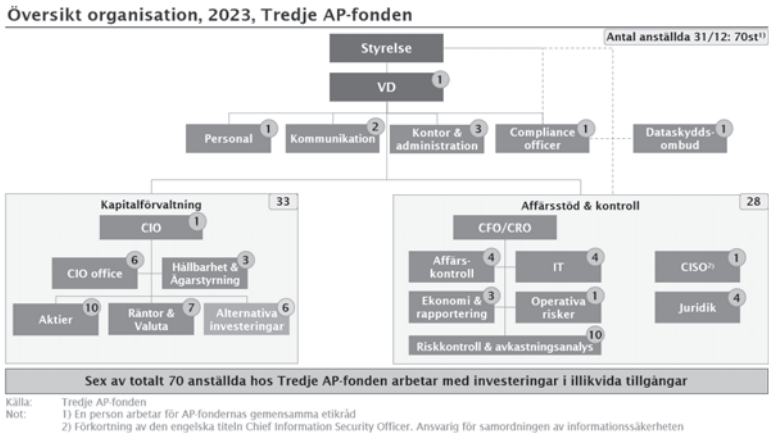 Översikt organisation, 2023, Tredje AP-fonden
Antal anställda 31/12: 70st¹⁾
Styrelse
VD
1
Personal
1
Kommunikation
2
Kontor &
administration
3
Compliance
officer
1
Dataskydds-
ombud
1
Kapitalförvaltning
33
CIO
1
CIO office
6
Hållbarhet &
Ägarstyrning
3
Aktier
10
Räntor &
Valuta
7
Alternativa
investeringar
6
Affärsstöd & kontroll
28
CFO/CRO
Affärs-
kontroll
4
IT
4
CISO²⁾
1
Ekonomi &
rapportering
3
Operativa
risker
1
Juridik
4
Riskkontroll & avkastningsanalys
10
Sex av totalt 70 anställda hos Tredje AP-fonden arbetar med investeringar i illikvida tillgångar
Källa: Tredje AP-fonden
Not: 1) En person arbetar för AP-fondernas gemensamma etikråd
2) Förkortning av den engelska titeln Chief Information Security Officer. Ansvarig för samordningen av informationssäkerheten